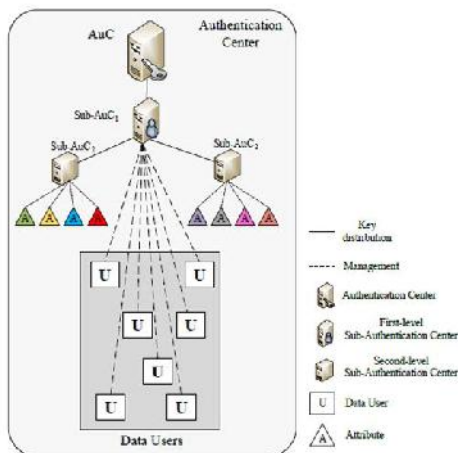 AuC
Authentication
Center
Sub-AuC1
Sub-AuC2
Sub-AuC2
A
A
A
A
A
A
A
A
U
U
U
U
U
U
U
Data Users
Key
distribution
Management
Authentication Center
First-level
Sub-Authentication Center
Second-level
Sub-Authentication Center
U
Data User
A
Attribute